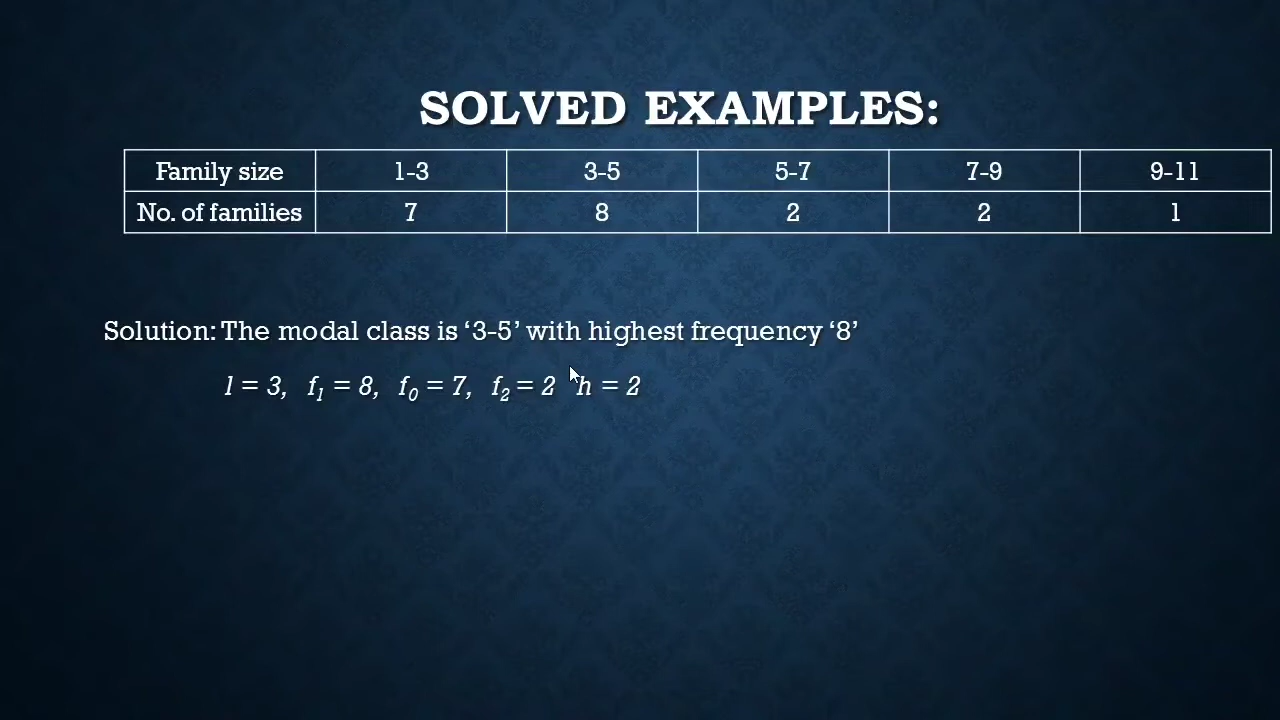 SOLVED EXAMPLES:
Family size 1-3 3-5 5-7 7-9 9-11
No. of families 7 8 2 2 1
Solution: The modal class is ‘3-5’ with highest frequency ‘8’
l = 3, f₁ = 8, f₀ = 7, f₂ = 2 h = 2